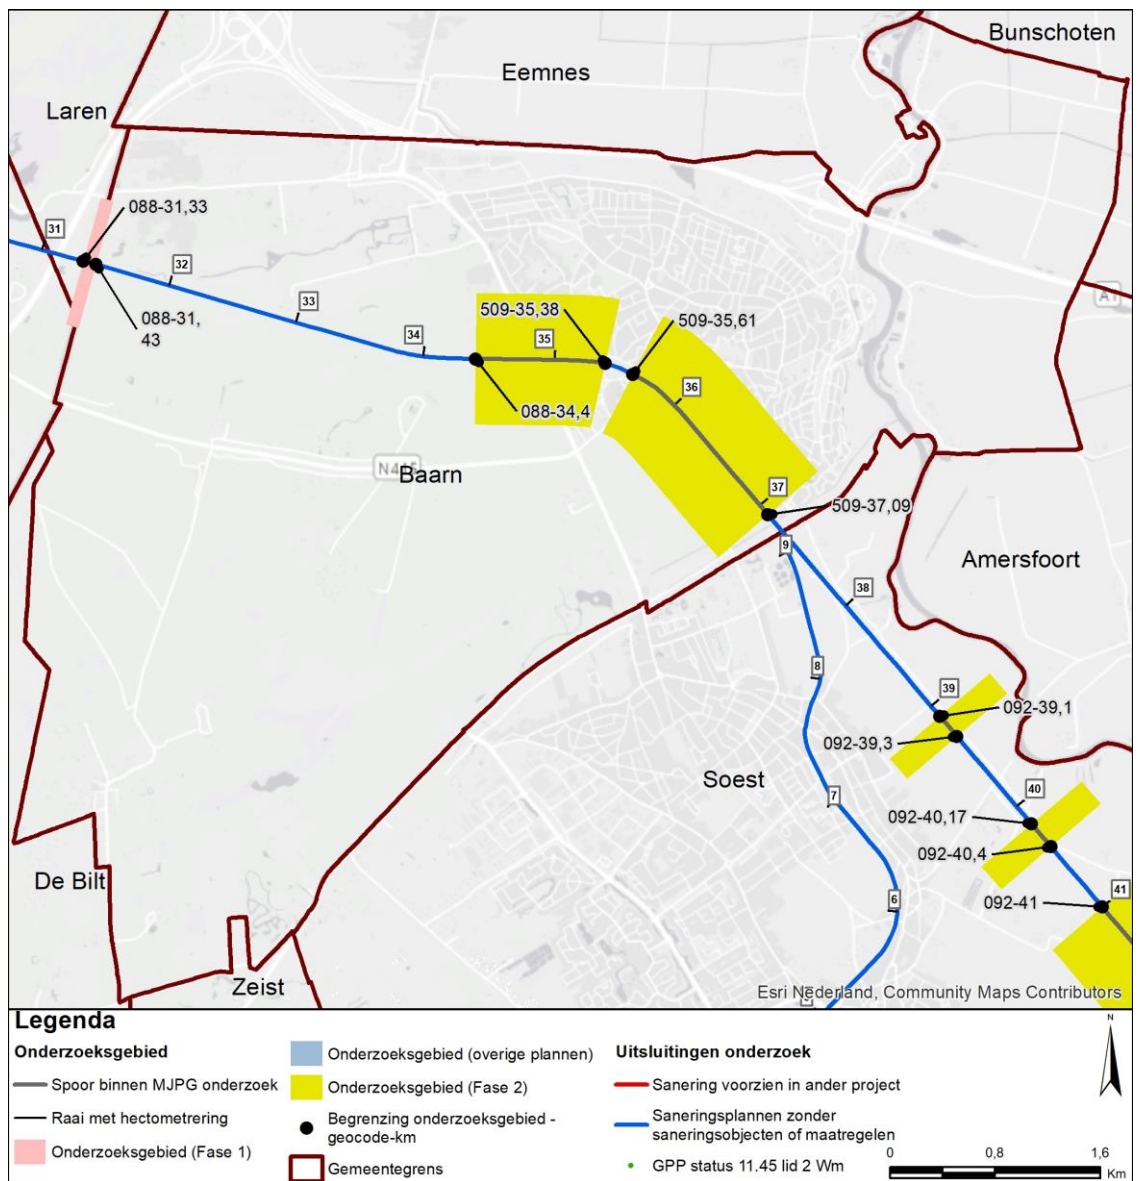 Bunschoten
Eemnes
Laren
088-31,33
31
32
088-31,
43
33
34
509-35,38
35
509-35,61
A1
088-34,4
36
N415
Baarn
37
509-37,09
9
Amersfoort
38
8
39
092-39,1
092-39,3
Soest
7
40
092-40,17
092-40,4
De Bilt
41
092-41
6
Zeist
Esri Nederland, Community Maps Contributors
Legenda
Onderzoeksgebied
Spoor binnen MJPG onderzoek
Raai met hectometrering
Onderzoeksgebied (Fase 1)
Onderzoeksgebied (overige plannen)
Onderzoeksgebied (Fase 2)
Begrenzing onderzoeksgebied -
geocode-km
Gemeentegrens
Uitsluitingen onderzoek
Sanering voorzien in ander project
Saneringsplannen zonder
saneringsobjecten of maatregelen
GPP status 11.45 lid 2 Wm
N
0 0,8 1,6
Km